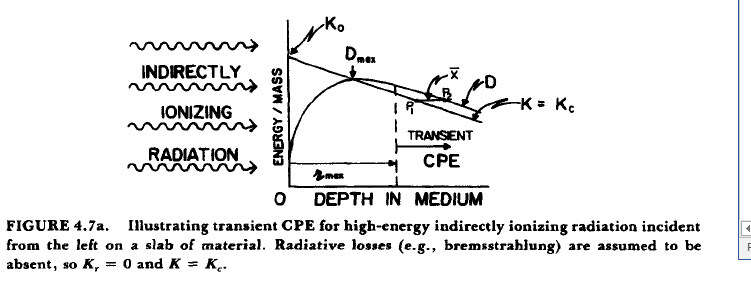 K₀
INDIRECTLY
IONIZING
RADIATION
ENERGY / MASS
Dmax
x̄
D
P₁
P₂
K = Kc
TRANSIENT
CPE
rmax
0 DEPTH IN MEDIUM
FIGURE 4.7a. Illustrating transient CPE for high-energy indirectly ionizing radiation incident
from the left on a slab of material. Radiative losses (e.g., bremsstrahlung) are assumed to be
absent, so Kr = 0 and K = Kc.